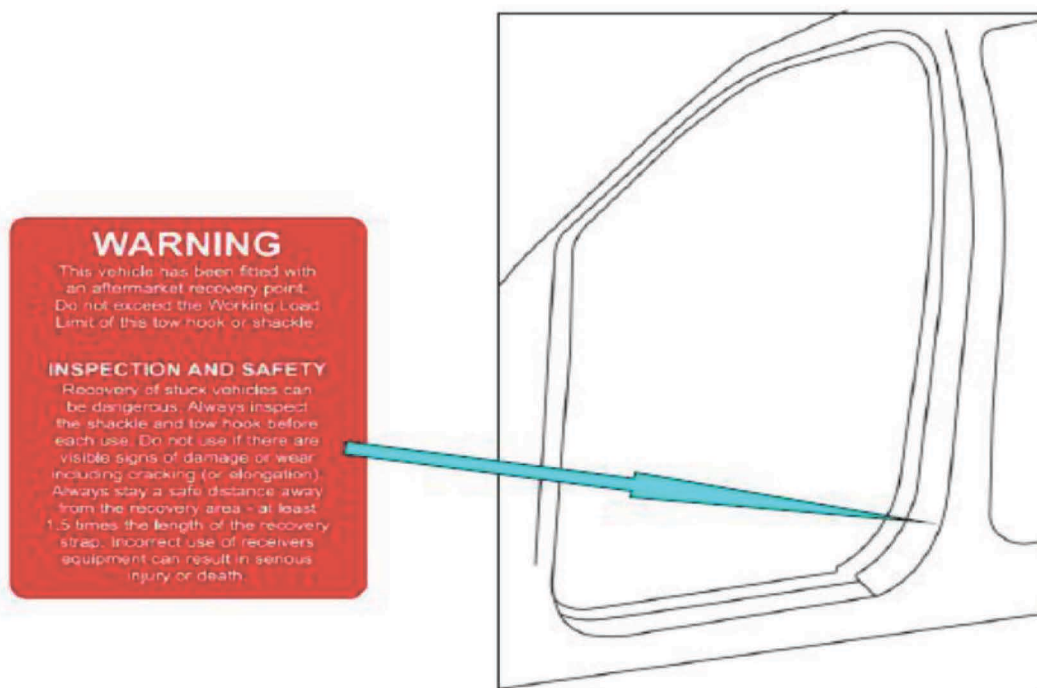 WARNING
This vehicle has been fitted with
an aftermarket recovery point.
Do not exceed the Working Load
Limit of this tow hook or shackle.
INSPECTION AND SAFETY
Recovery of stuck vehicles can
be dangerous. Always inspect
the shackle and tow hook before
each use. Do not use if there are
visible signs of damage or wear
including cracking (or elongation).
Always stay a safe distance away
from the recovery area - at least
1.5 times the length of the recovery
strap. Incorrect use of receivers
equipment can result in serious
injury or death.